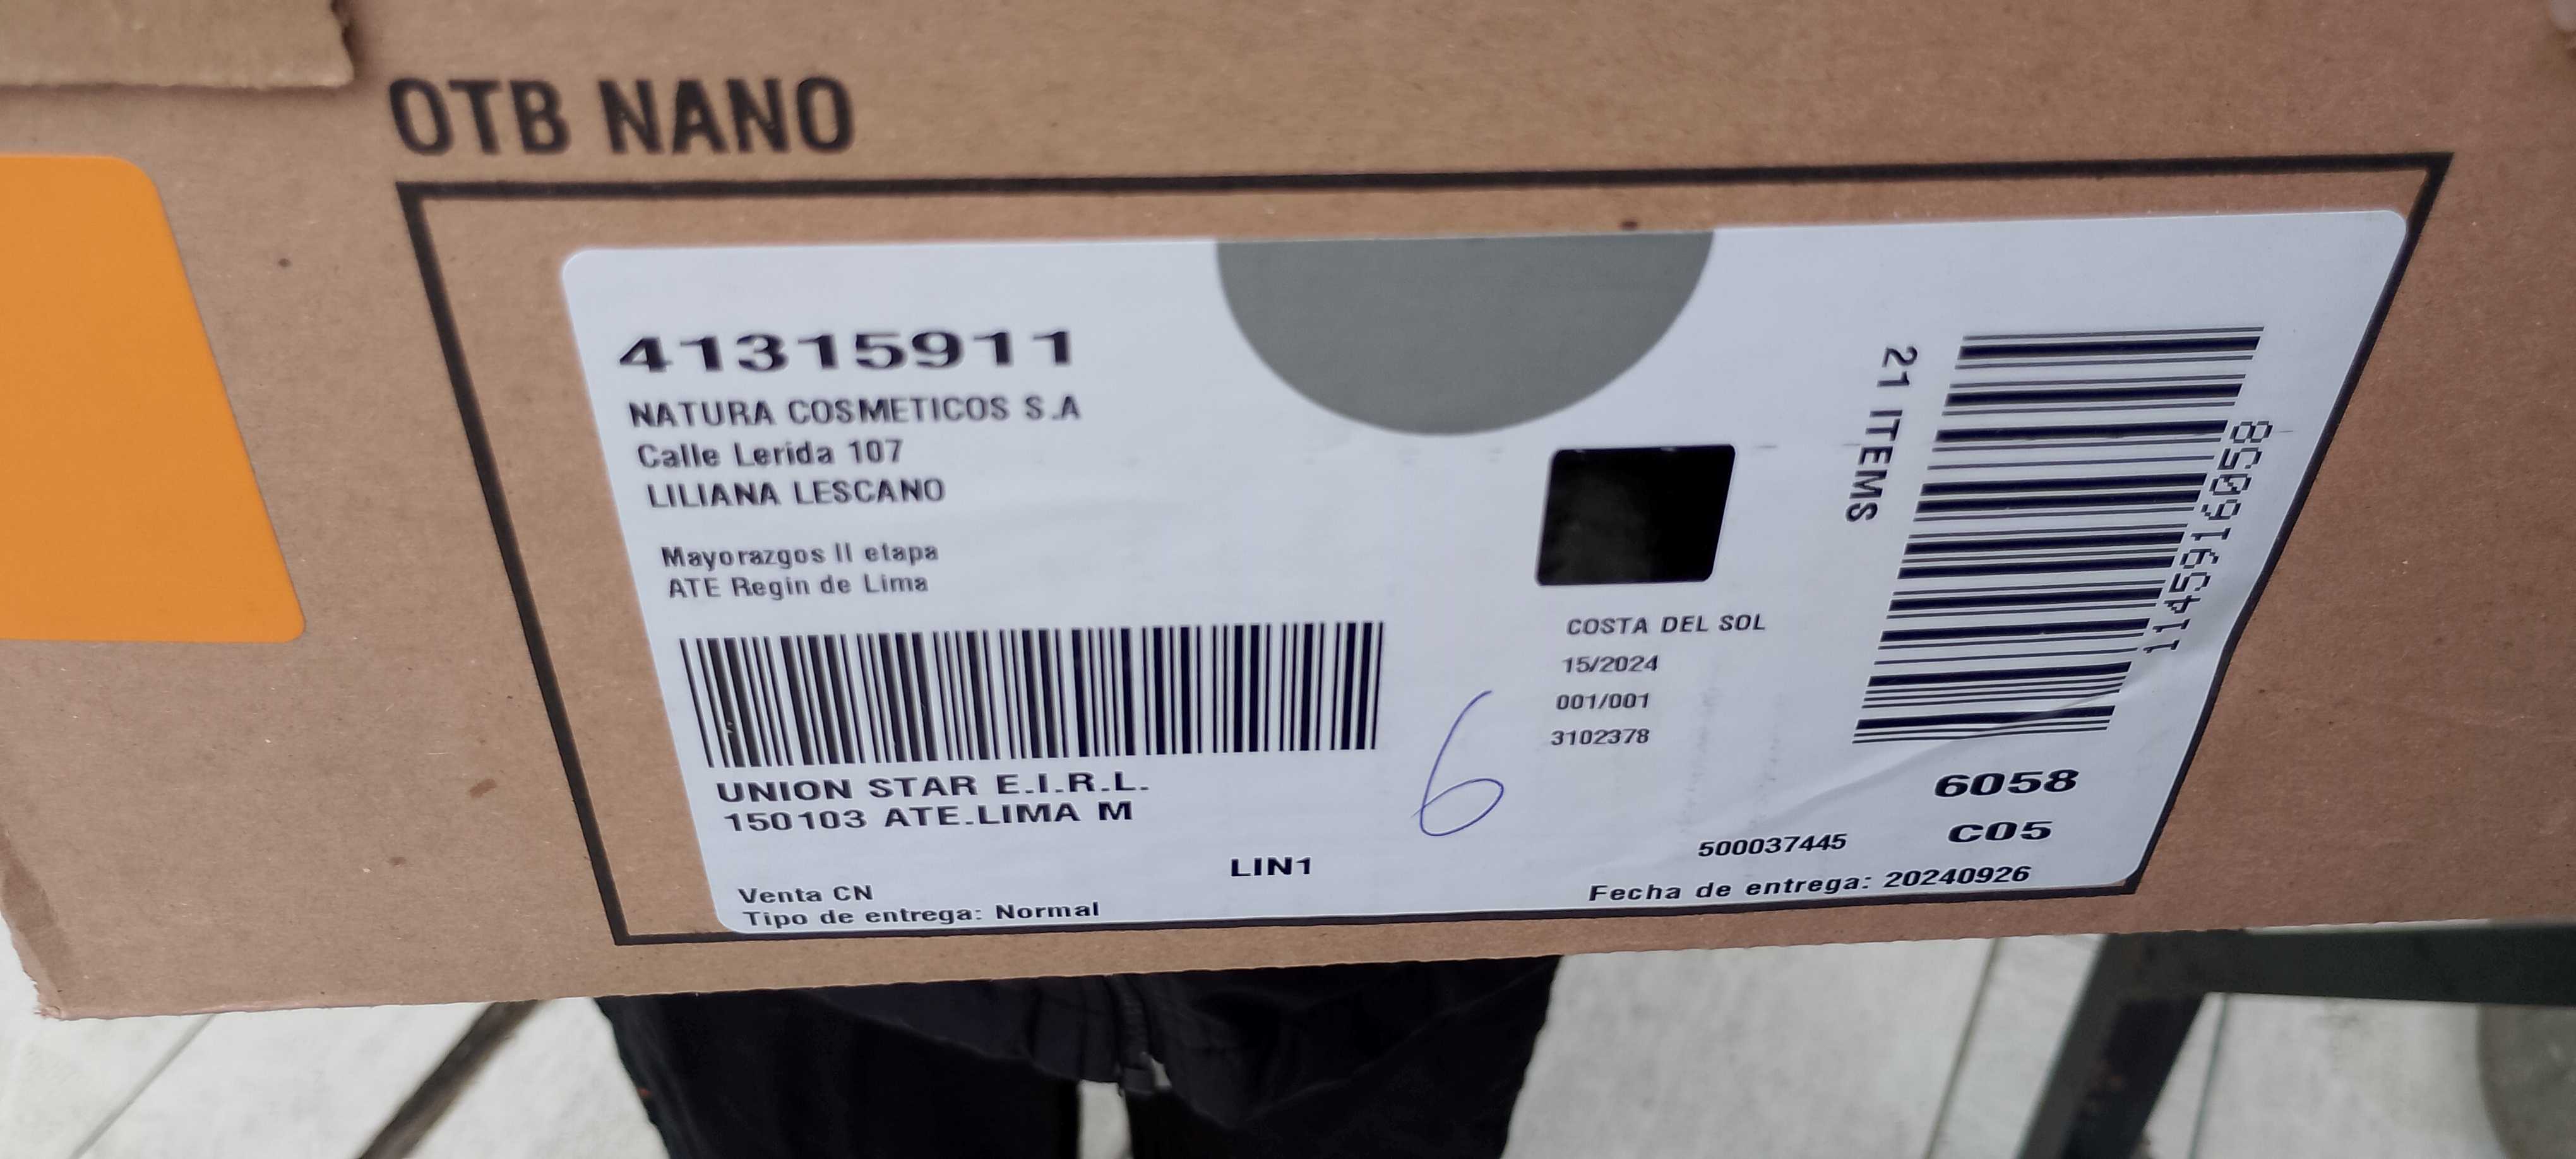 OTB NANO
41315911
NATURA COSMETICOS S.A
Calle Lerida 107
LILIANA LESCANO
Mayorazgos II etapa
ATE Regin de Lima
UNION STAR E.I.R.L.
150103 ATE.LIMA M
LIN1
Venta CN
Tipo de entrega: Normal
6
COSTA DEL SOL
15/2024
001/001
3102378
21 ITEMS
1145916058
6058
C05
500037445
Fecha de entrega: 20240926